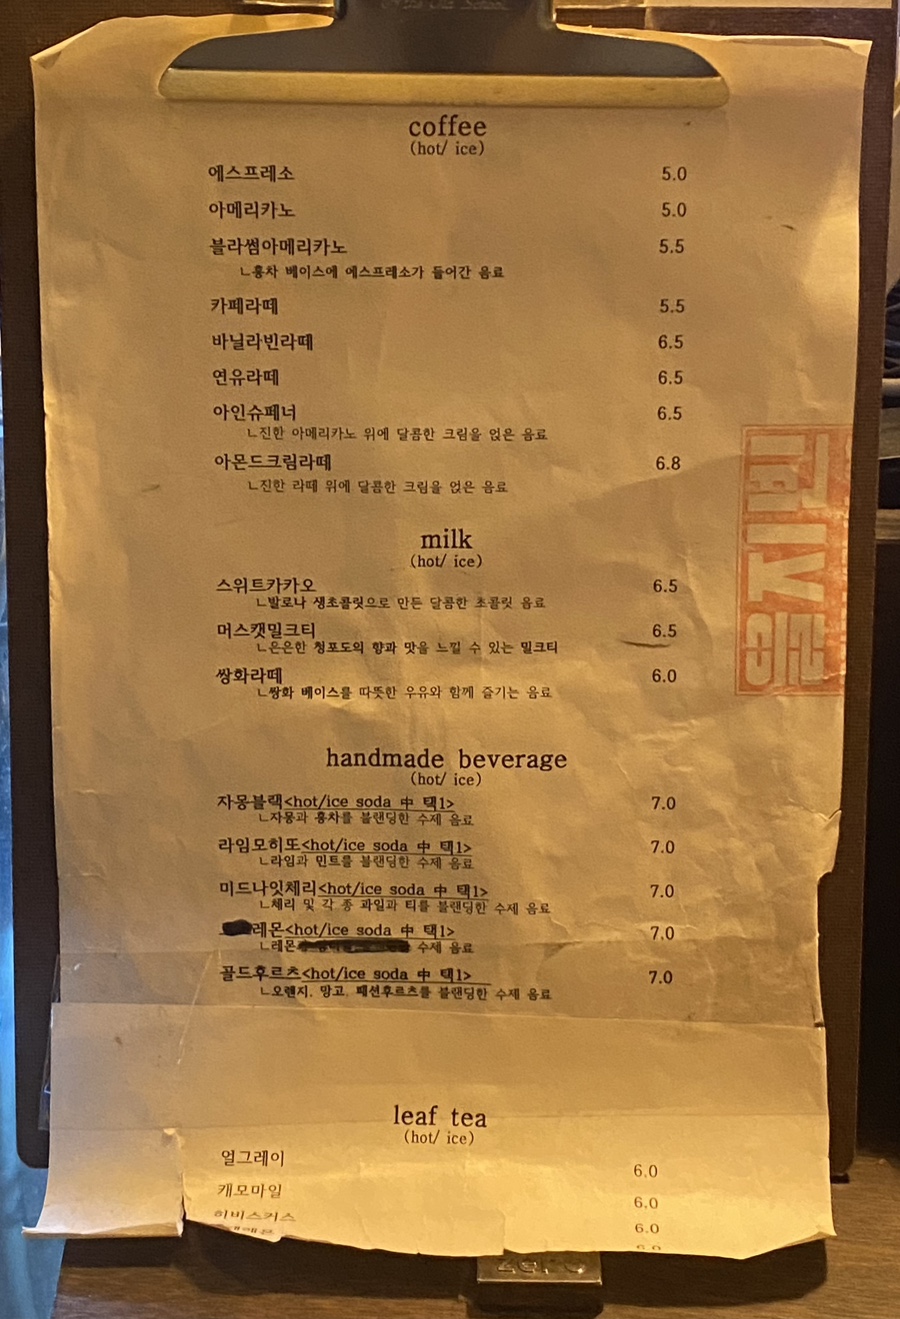 coffee
(hot/ ice)
에스프레소 5.0
아메리카노 5.0
블라썸아메리카노 5.5
ㄴ홍차 베이스에 에스프레소가 들어간 음료
카페라떼 5.5
바닐라빈라떼 6.5
연유라떼 6.5
아인슈페너 6.5
ㄴ진한 아메리카노 위에 달콤한 크림을 얹은 음료
아몬드크림라떼 6.8
ㄴ진한 라떼 위에 달콤한 크림을 얹은 음료
milk
(hot/ ice)
스위트카카오 6.5
ㄴ발로나 생초콜릿으로 만든 달콤한 초콜릿 음료
머스캣밀크티 6.5
ㄴ은은한 청포도의 향과 맛을 느낄 수 있는 밀크티
쌍화라떼 6.0
ㄴ쌍화 베이스를 따뜻한 우유와 함께 즐기는 음료
handmade beverage
(hot/ ice)
자몽블랙<hot/ice soda 中 택1> 7.0
ㄴ자몽과 홍차를 블랜딩한 수제 음료
라임모히또<hot/ice soda 中 택1> 7.0
ㄴ라임과 민트를 블랜딩한 수제 음료
미드나잇체리<hot/ice soda 中 택1> 7.0
ㄴ체리 및 각 종 과일과 티를 블랜딩한 수제 음료
레몬<hot/ice soda 中 택1> 7.0
ㄴ레몬 수제 음료
골드후르츠<hot/ice soda 中 택1> 7.0
ㄴ오렌지, 망고, 패션후르츠를 블랜딩한 수제 음료
leaf tea
(hot/ ice)
얼그레이 6.0
캐모마일 6.0
히비스커스 6.0
zero